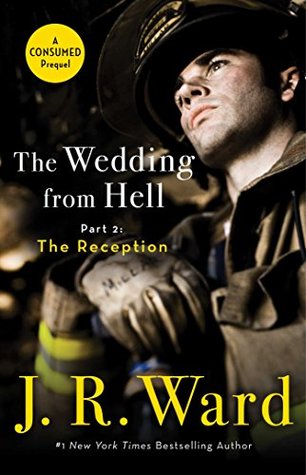 A
CONSUMED
Prequel
The Wedding
from Hell
Part 2:
The Reception
J. R. Ward
#1 New York Times Bestselling Author